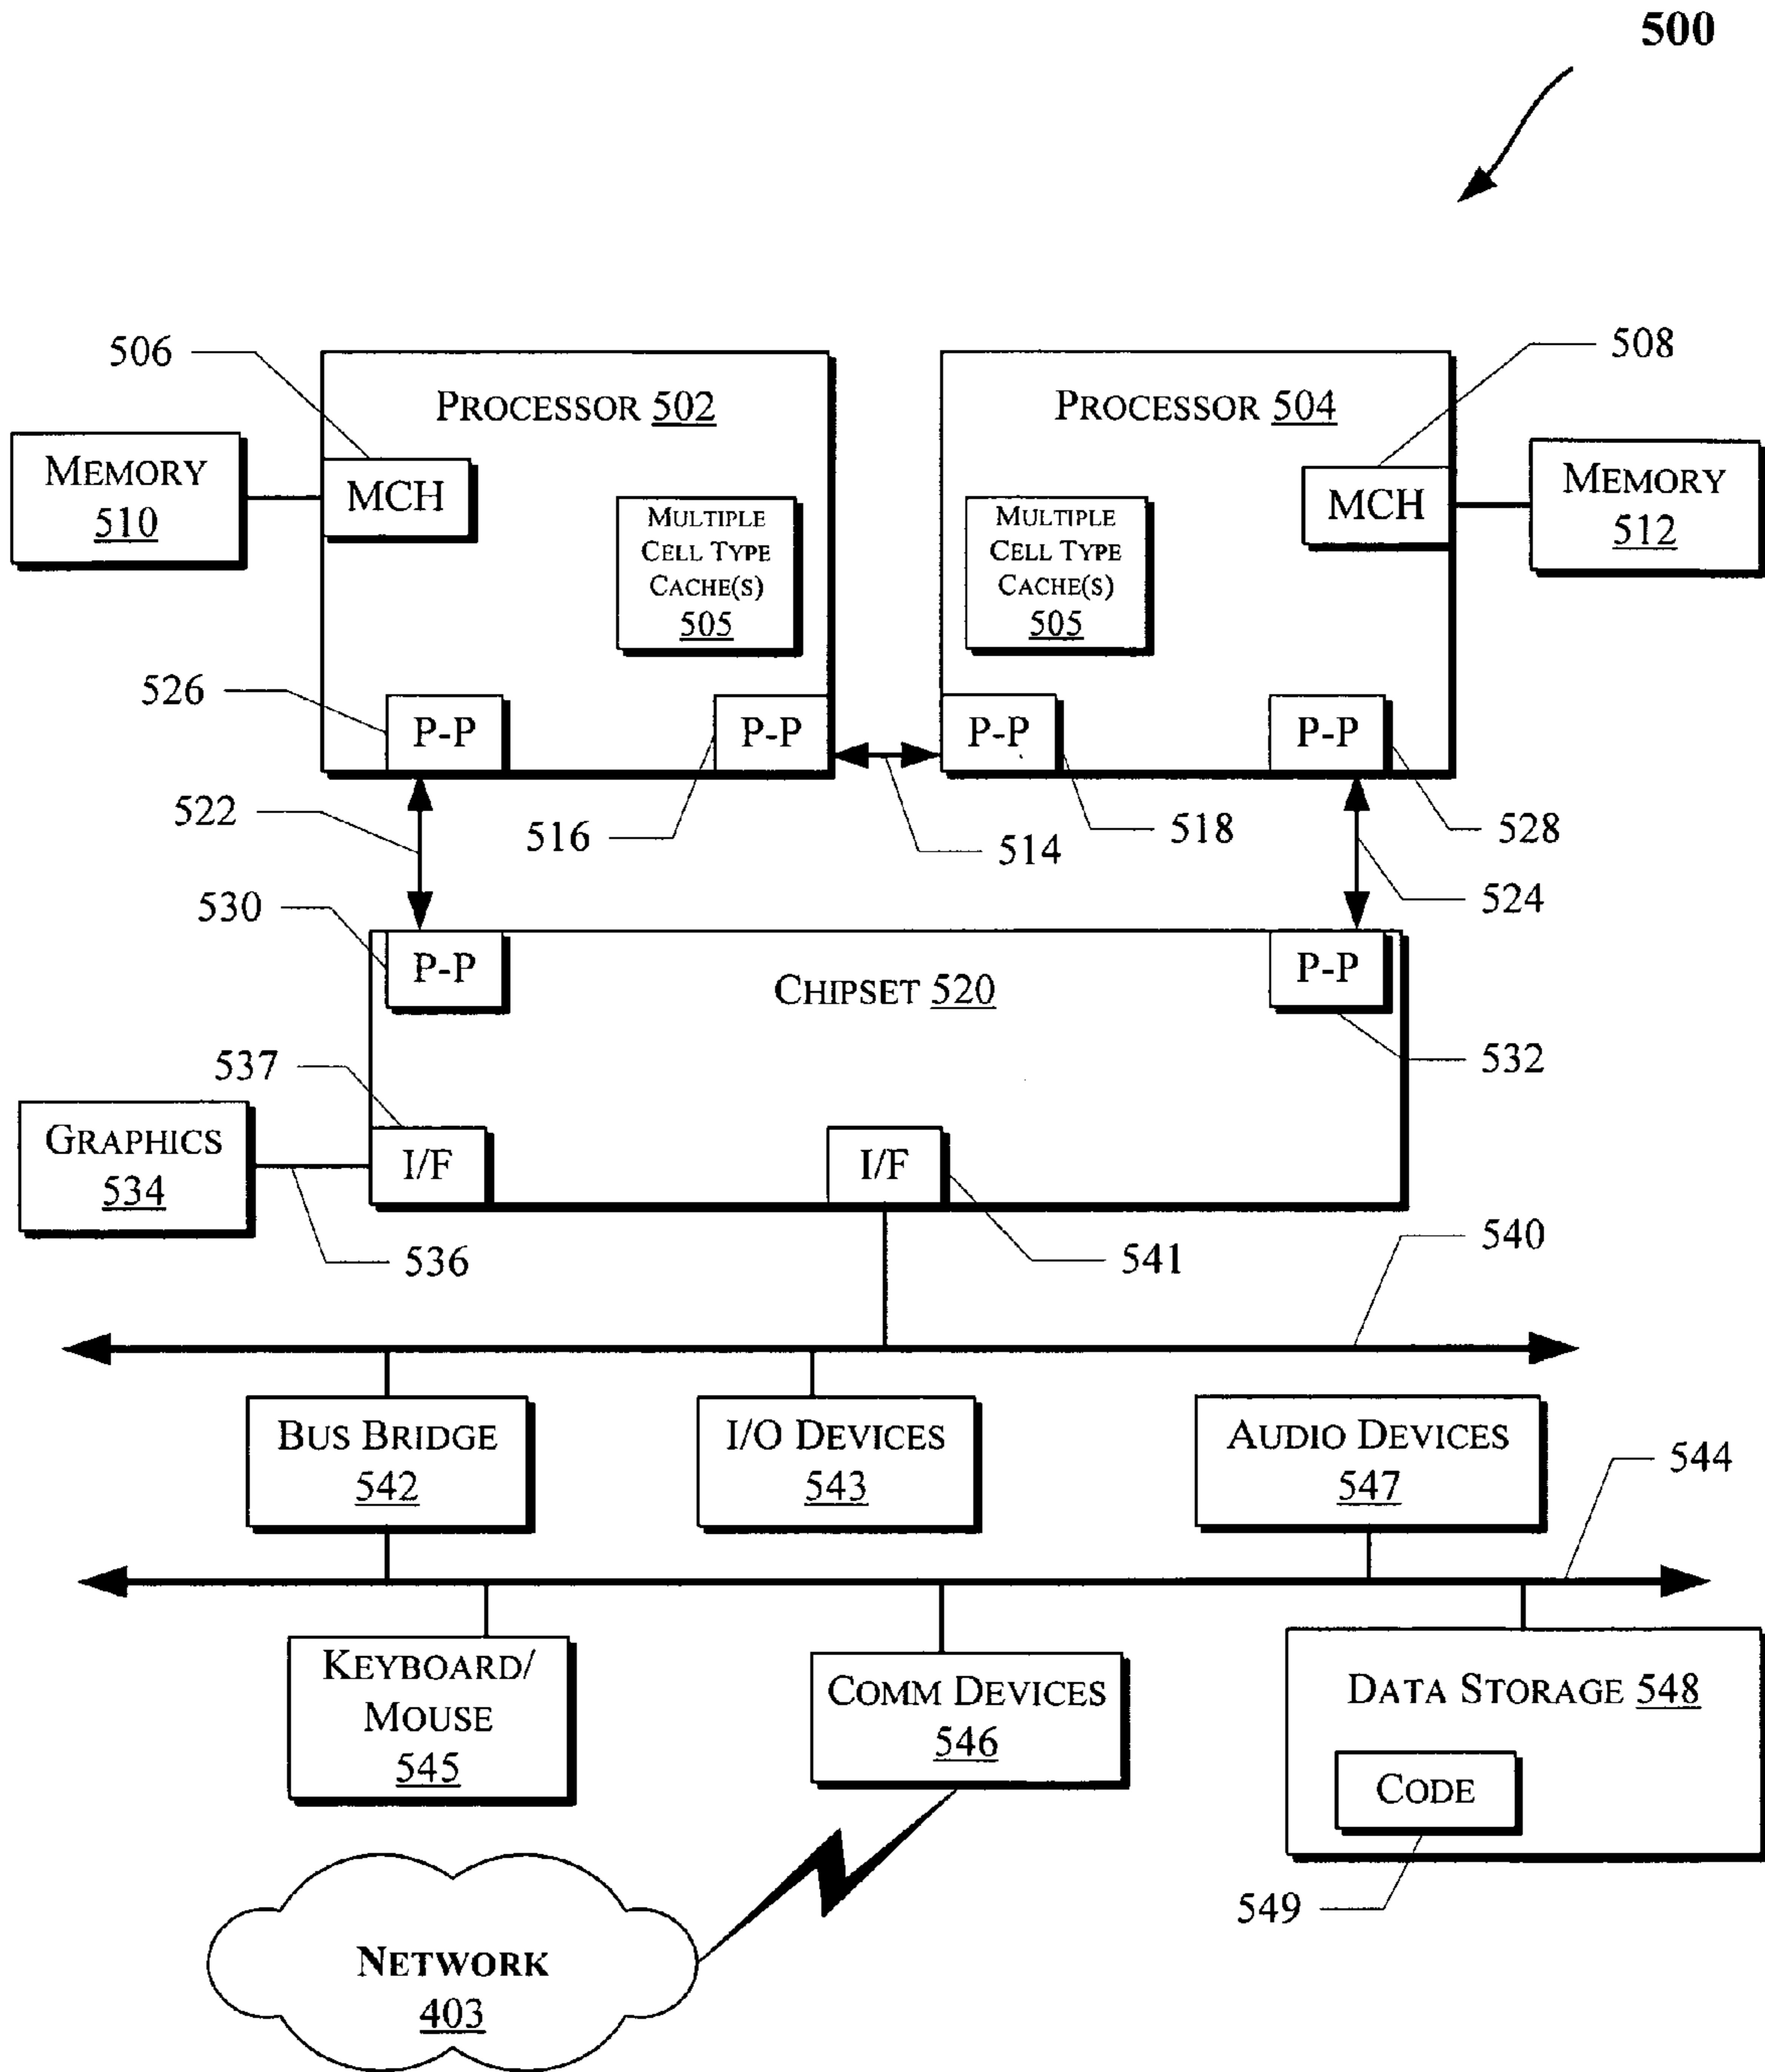 500
506
508
PROCESSOR 502
PROCESSOR 504
MEMORY
510
MCH
MCH
MEMORY
512
MULTIPLE
CELL TYPE
CACHE(S)
505
MULTIPLE
CELL TYPE
CACHE(S)
505
526
P-P
P-P
P-P
P-P
522
516
514
518
528
524
530
P-P
CHIPSET 520
P-P
532
537
GRAPHICS
534
I/F
I/F
536
541
540
BUS BRIDGE
542
I/O DEVICES
543
AUDIO DEVICES
547
544
KEYBOARD/
MOUSE
545
COMM DEVICES
546
DATA STORAGE 548
CODE
549
NETWORK
403